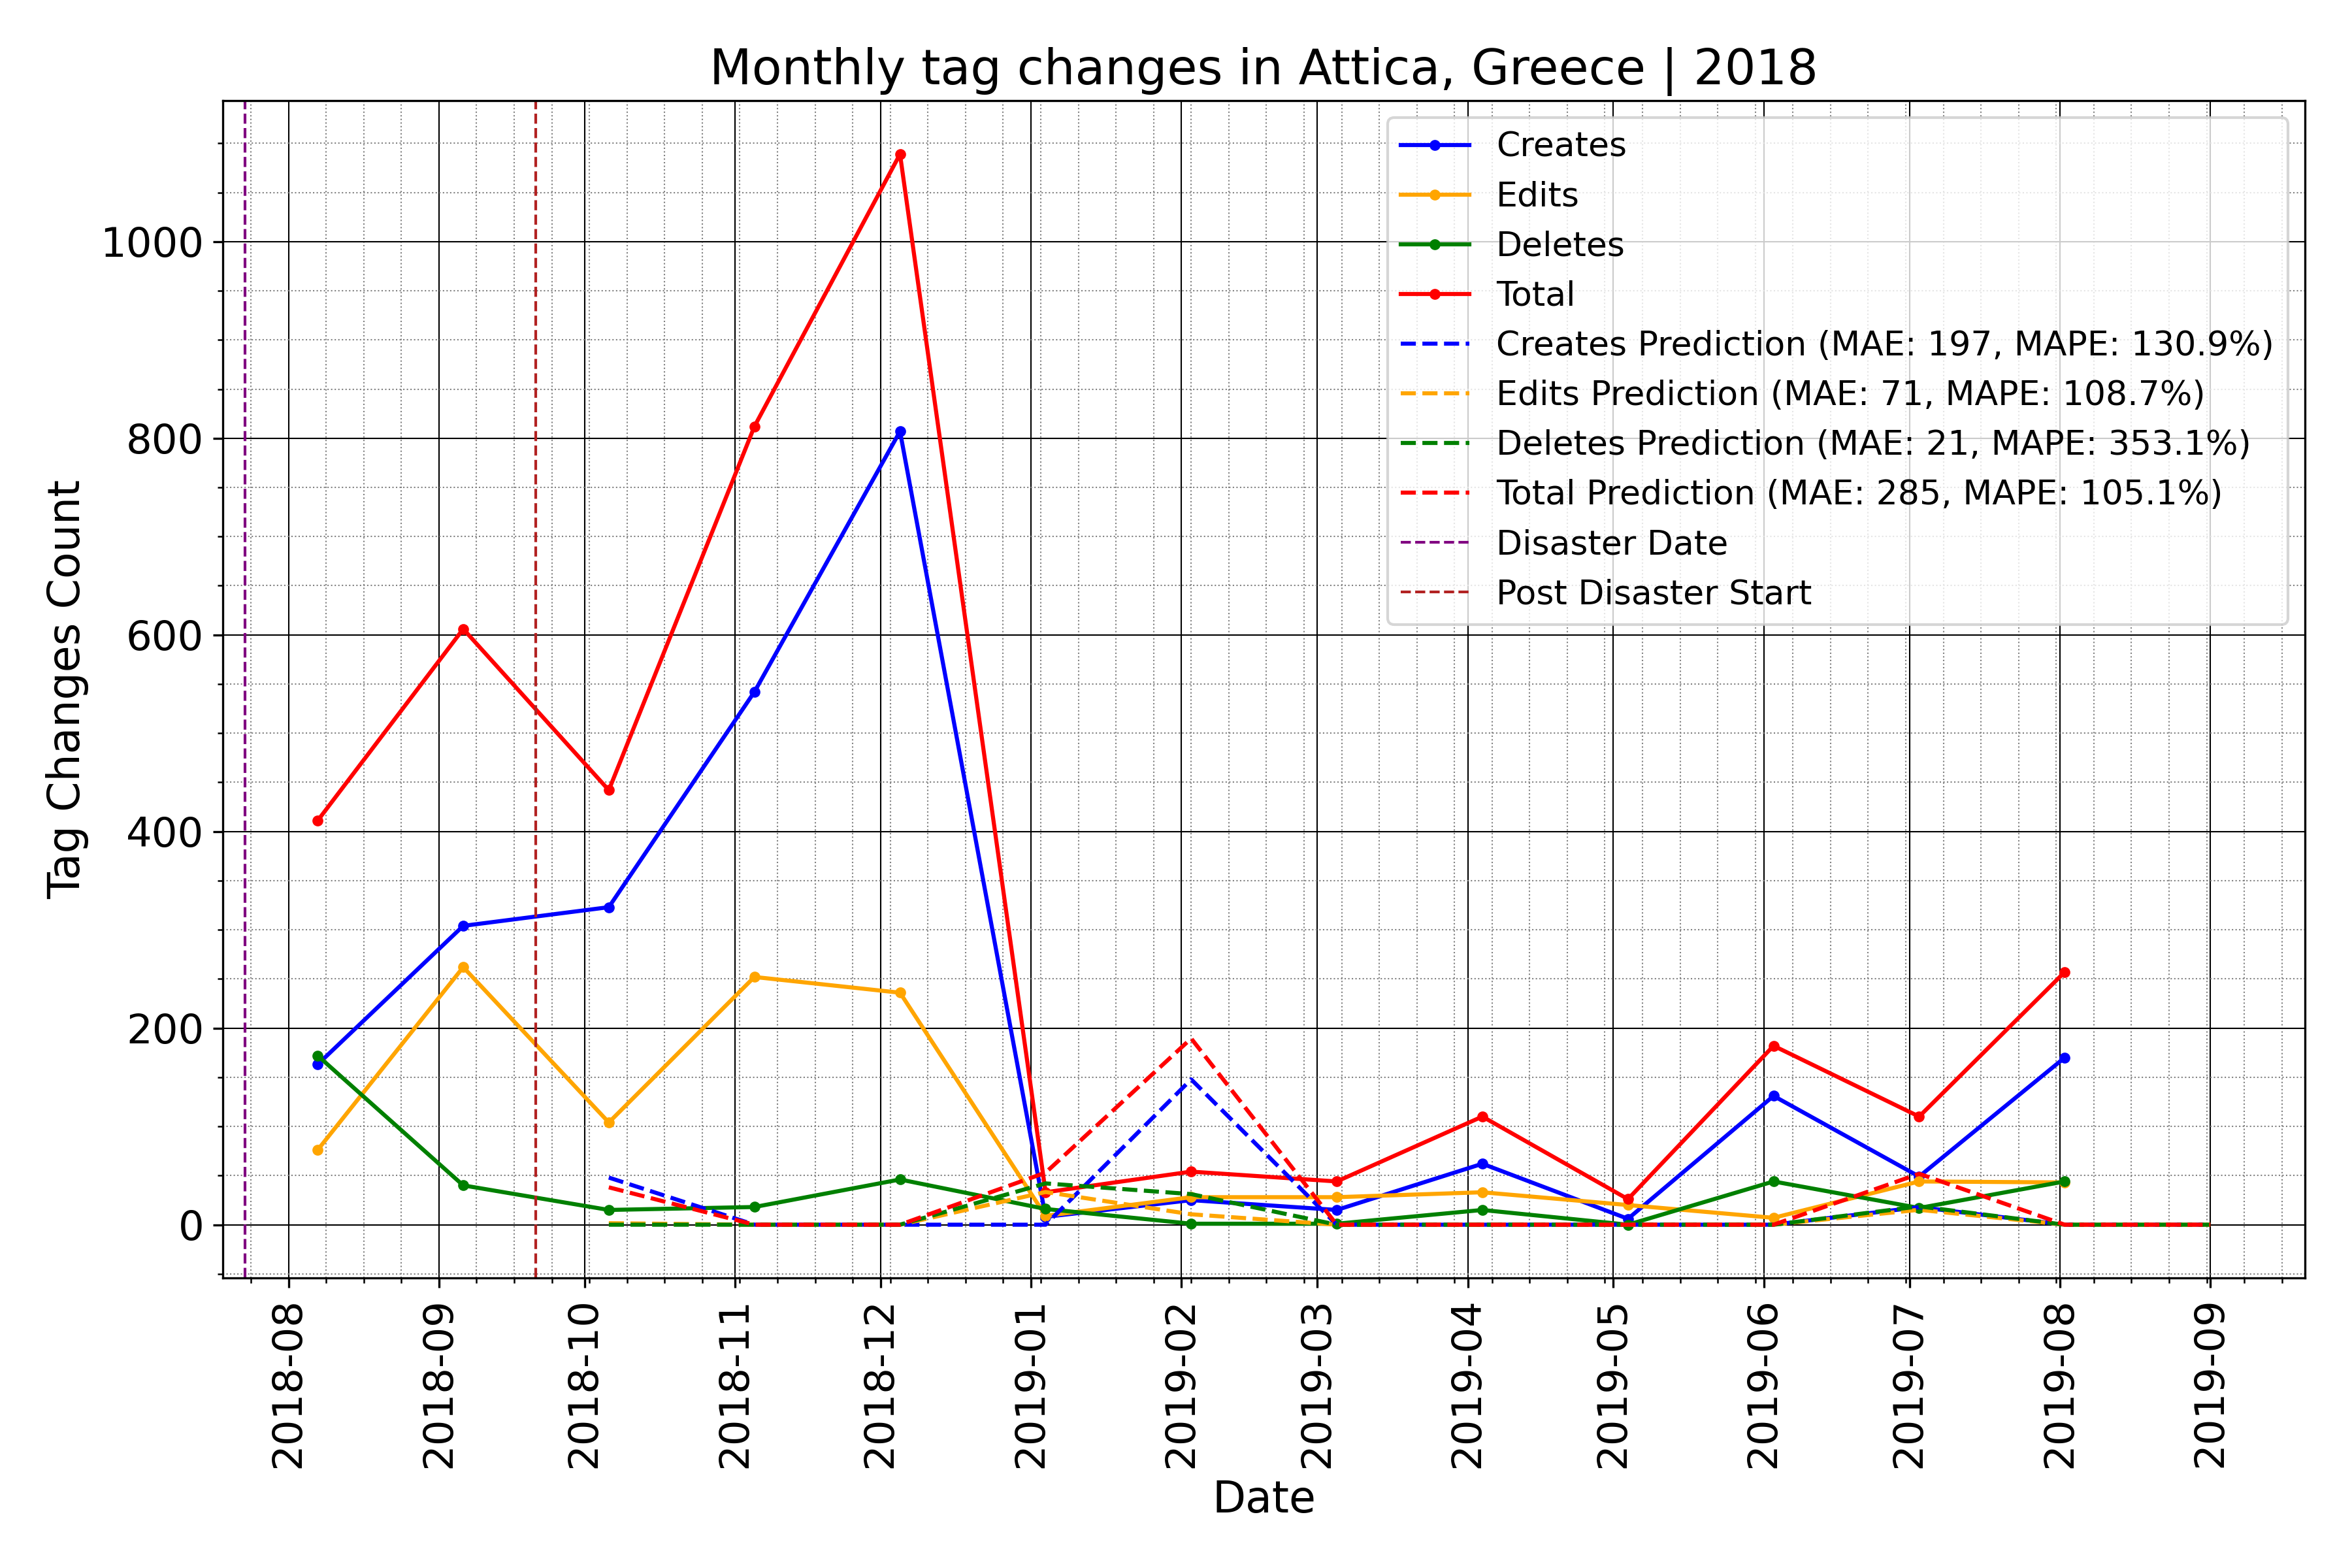 Monthly tag changes in Attica, Greece | 2018
Creates
Edits
Deletes
Total
Creates Prediction (MAE: 197, MAPE: 130.9%)
Edits Prediction (MAE: 71, MAPE: 108.7%)
Deletes Prediction (MAE: 21, MAPE: 353.1%)
Total Prediction (MAE: 285, MAPE: 105.1%)
Disaster Date
Post Disaster Start
Tag Changes Count
1000
800
600
400
200
0
2018-08
2018-09
2018-10
2018-11
2018-12
2019-01
2019-02
2019-03
2019-04
2019-05
2019-06
2019-07
2019-08
2019-09
Date